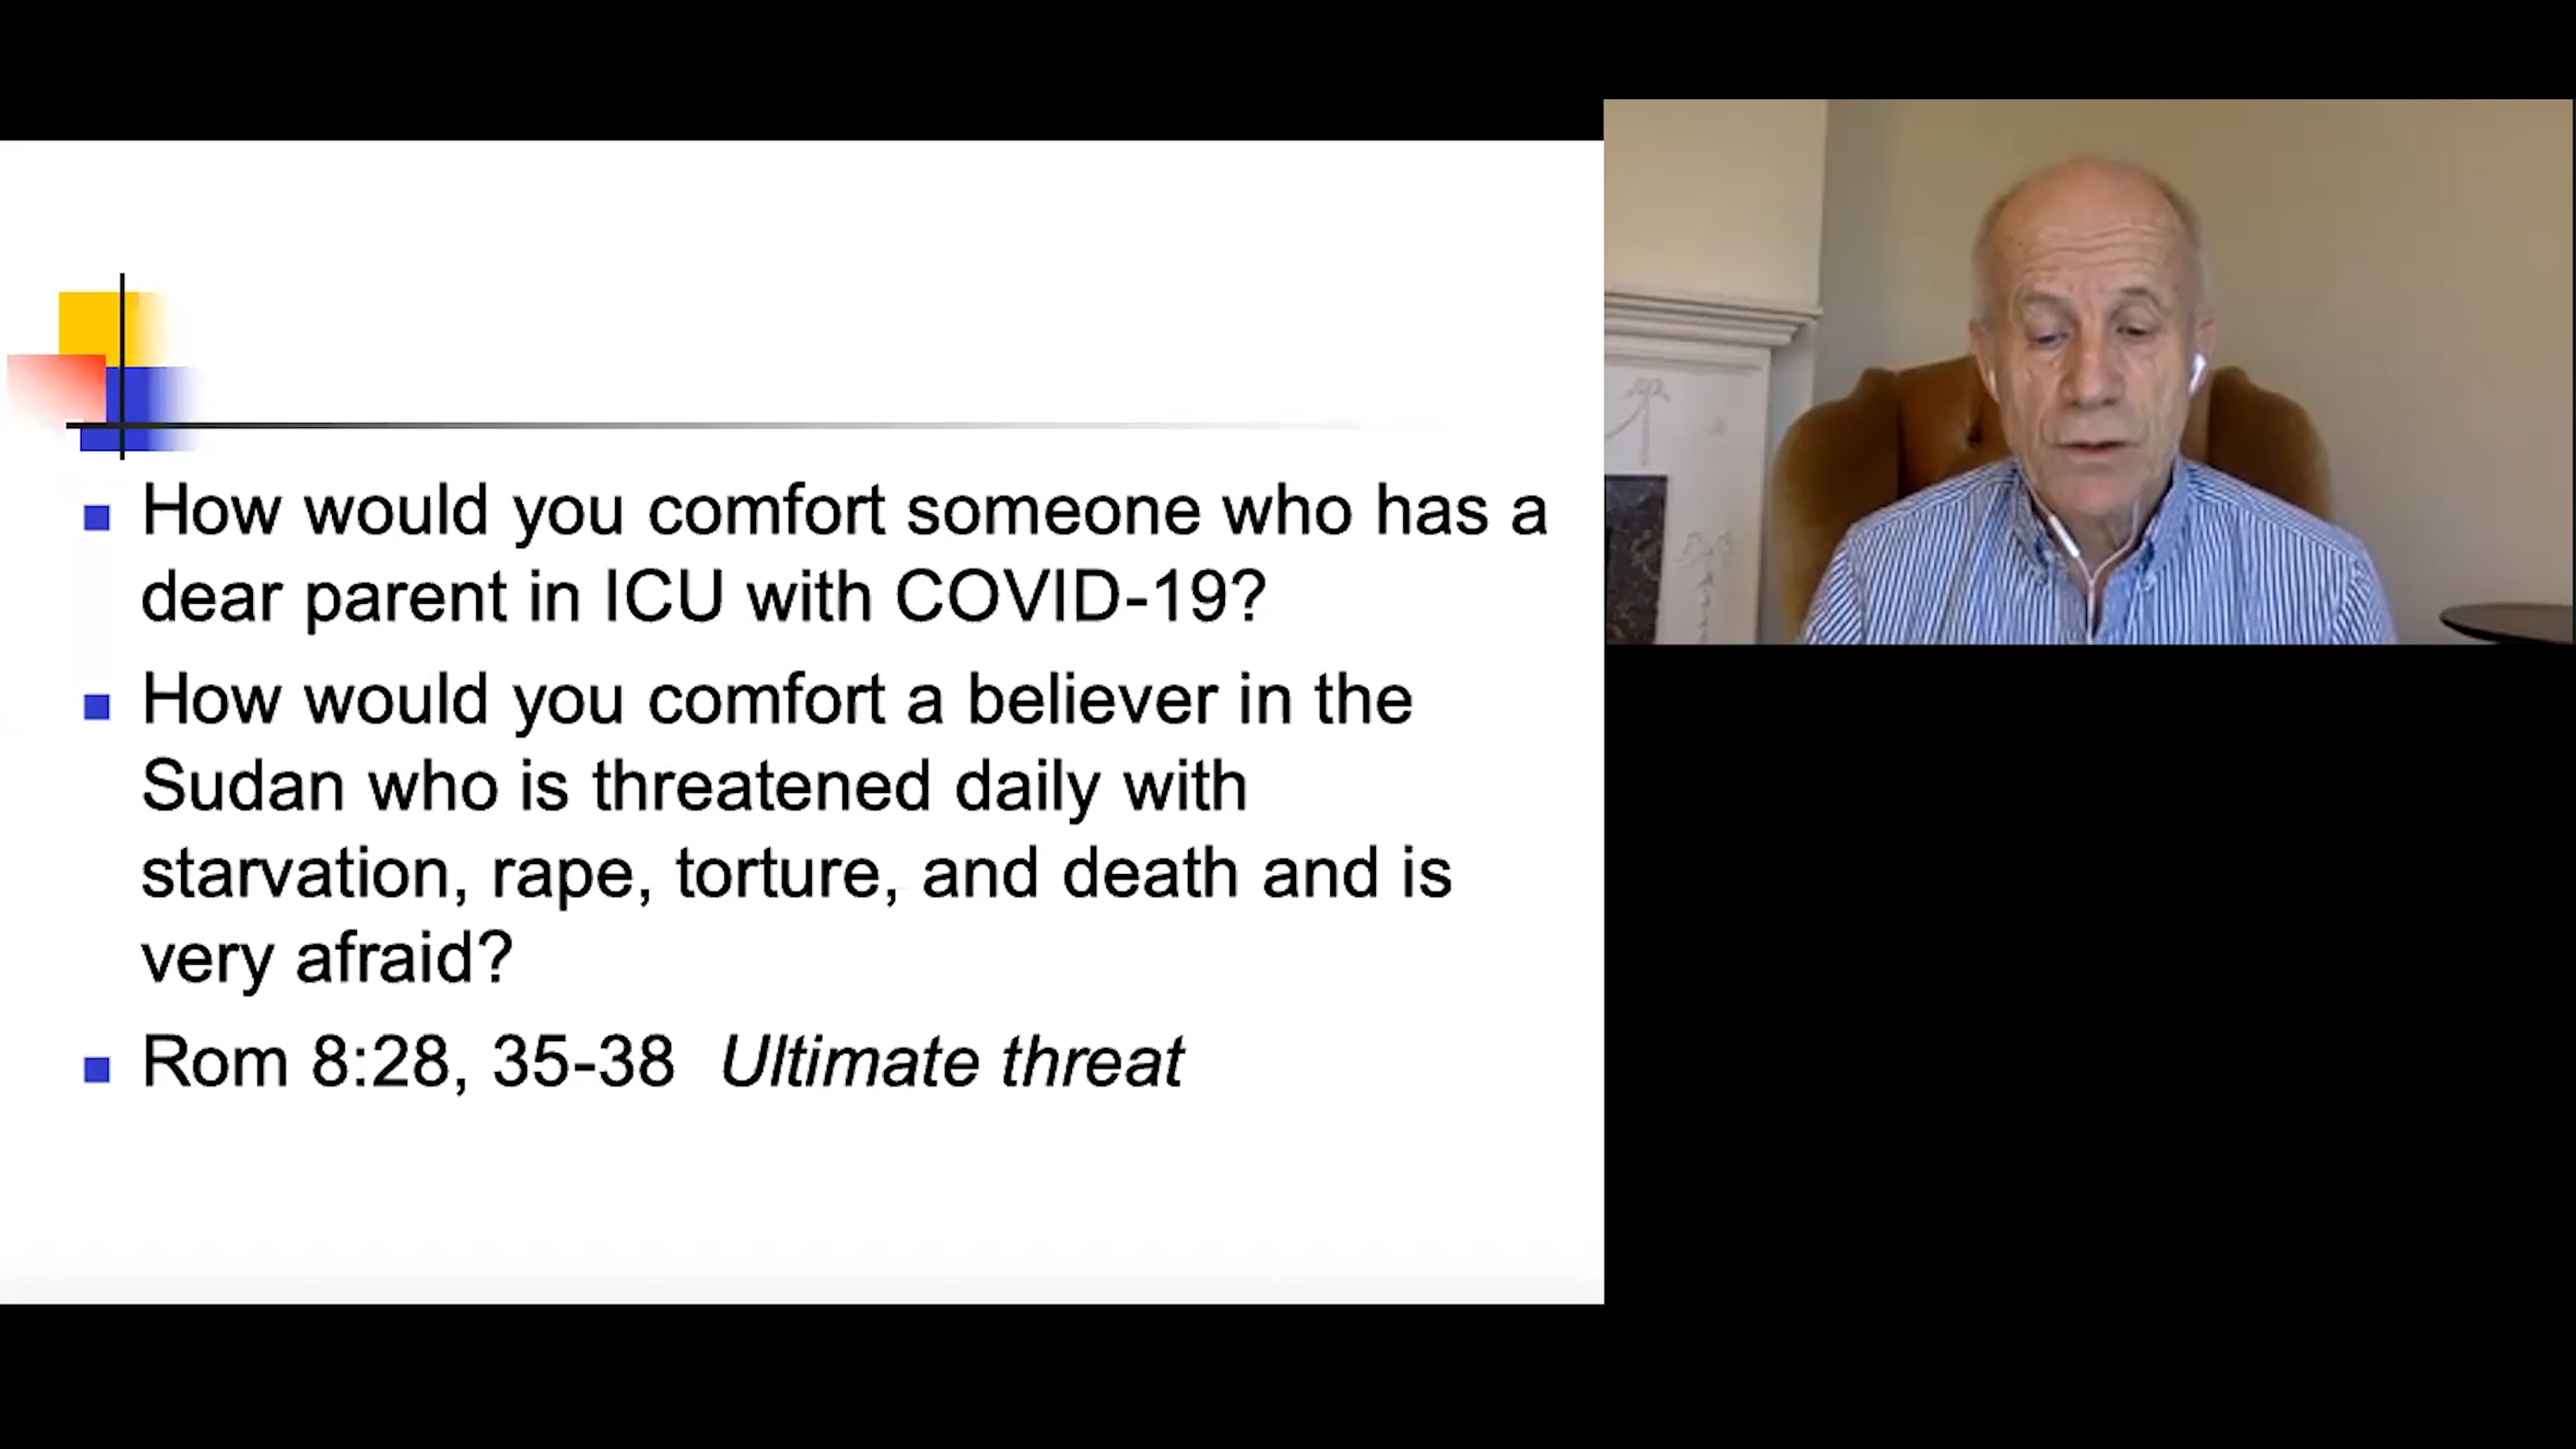 How would you comfort someone who has a
dear parent in ICU with COVID-19?
How would you comfort a believer in the
Sudan who is threatened daily with
starvation, rape, torture, and death and is
very afraid?
Rom 8:28, 35-38 Ultimate threat